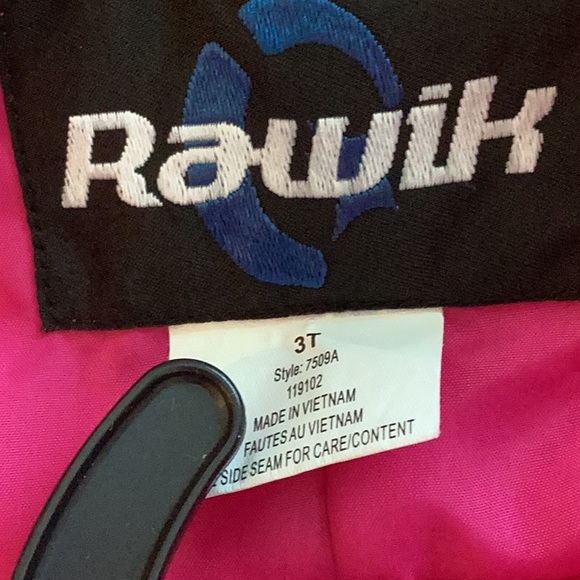 Rawik
3T
Style: 7509A
119102
MADE IN VIETNAM
FAUTES AU VIETNAM
SIDE SEAM FOR CARE/CONTENT